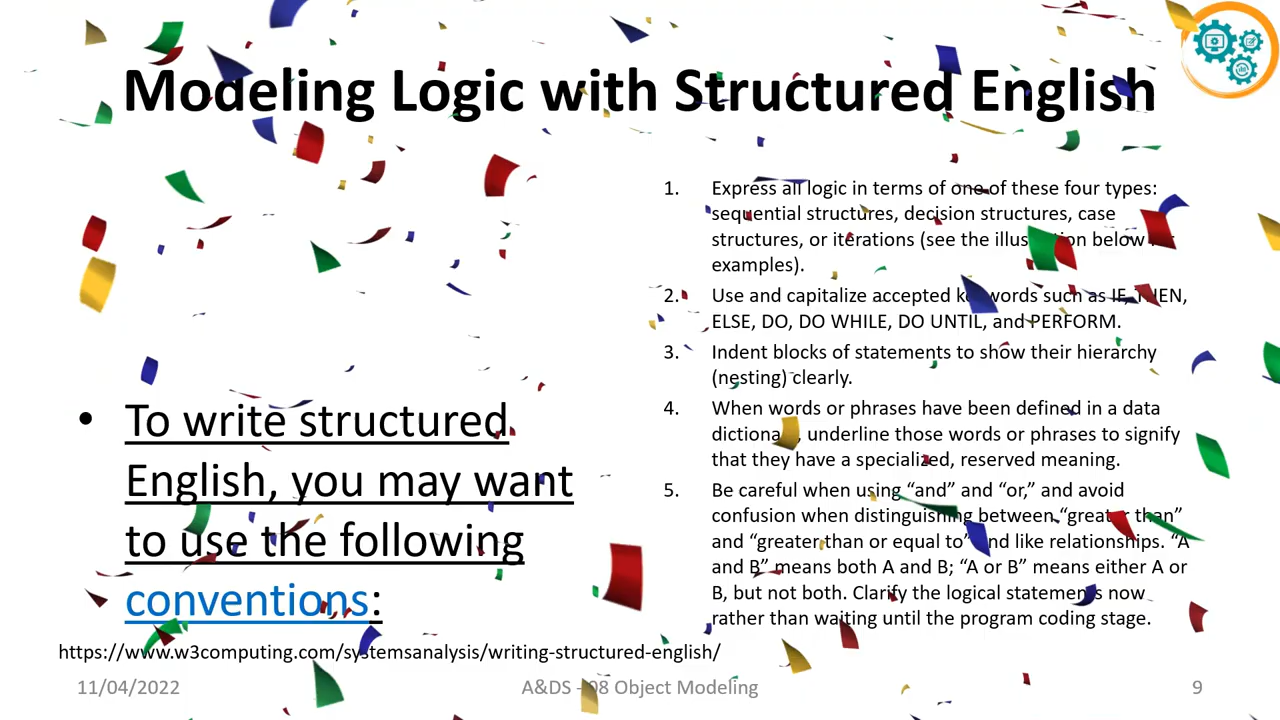 Modeling Logic with Structured English
• To write structured
English, you may want
to use the following
conventions:
1. Express all logic in terms of one of these four types:
sequential structures, decision structures, case
structures, or iterations (see the illustration below for
examples).
2. Use and capitalize accepted keywords such as IF, THEN,
ELSE, DO, DO WHILE, DO UNTIL, and PERFORM.
3. Indent blocks of statements to show their hierarchy
(nesting) clearly.
4. When words or phrases have been defined in a data
dictionary, underline those words or phrases to signify
that they have a specialized, reserved meaning.
5. Be careful when using “and” and “or,” and avoid
confusion when distinguishing between “greater than”
and “greater than or equal to” and like relationships. “A
and B” means both A and B; “A or B” means either A or
B, but not both. Clarify the logical statements now
rather than waiting until the program coding stage.
https://www.w3computing.com/systemsanalysis/writing-structured-english/
11/04/2022
A&DS - 08 Object Modeling
9